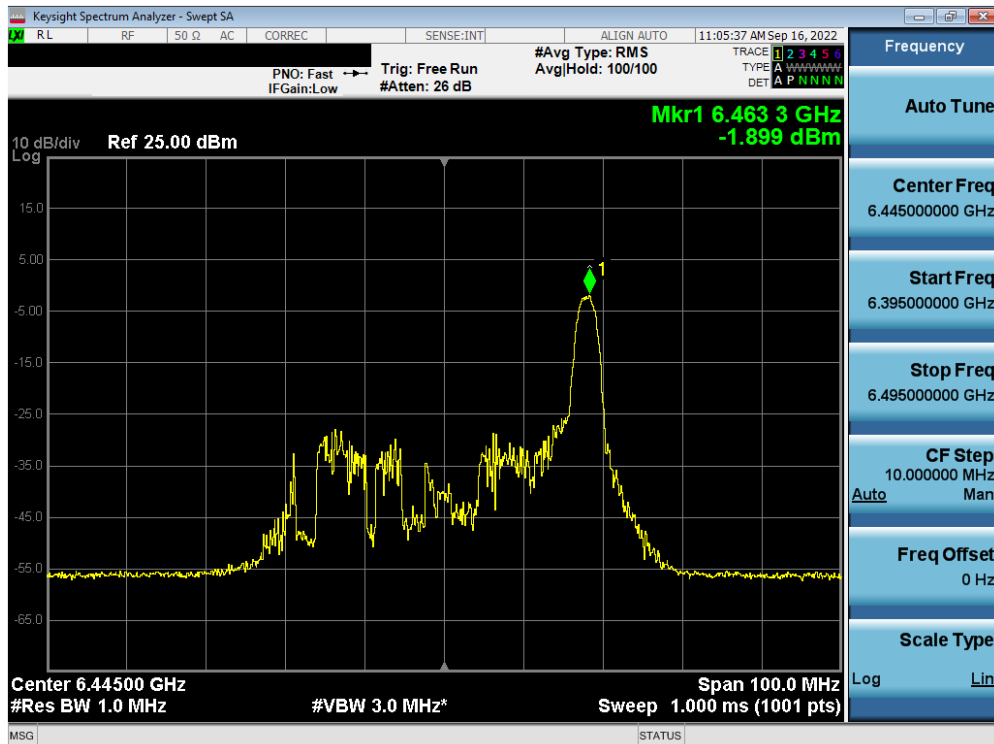 Keysight Spectrum Analyzer - Swept SA
LXI RL RF 50 Ω AC CORREC SENSE:INT ALIGN AUTO 11:05:37 AM Sep 16, 2022
PNO: Fast
IFGain:Low
Trig: Free Run
#Atten: 26 dB
#Avg Type: RMS
Avg|Hold: 100/100
TRACE 1 2 3 4 5 6
TYPE A WWWWW
DET A P N N N N
Mkr1 6.463 3 GHz
-1.899 dBm
10 dB/div
Log
Ref 25.00 dBm
15.0
5.00
-5.00
-15.0
-25.0
-35.0
-45.0
-55.0
-65.0
1
Center 6.44500 GHz
#Res BW 1.0 MHz
#VBW 3.0 MHz*
Span 100.0 MHz
Sweep 1.000 ms (1001 pts)
MSG
STATUS
Frequency
Auto Tune
Center Freq
6.445000000 GHz
Start Freq
6.395000000 GHz
Stop Freq
6.495000000 GHz
CF Step
10.000000 MHz
Auto Man
Freq Offset
0 Hz
Scale Type
Log Lin